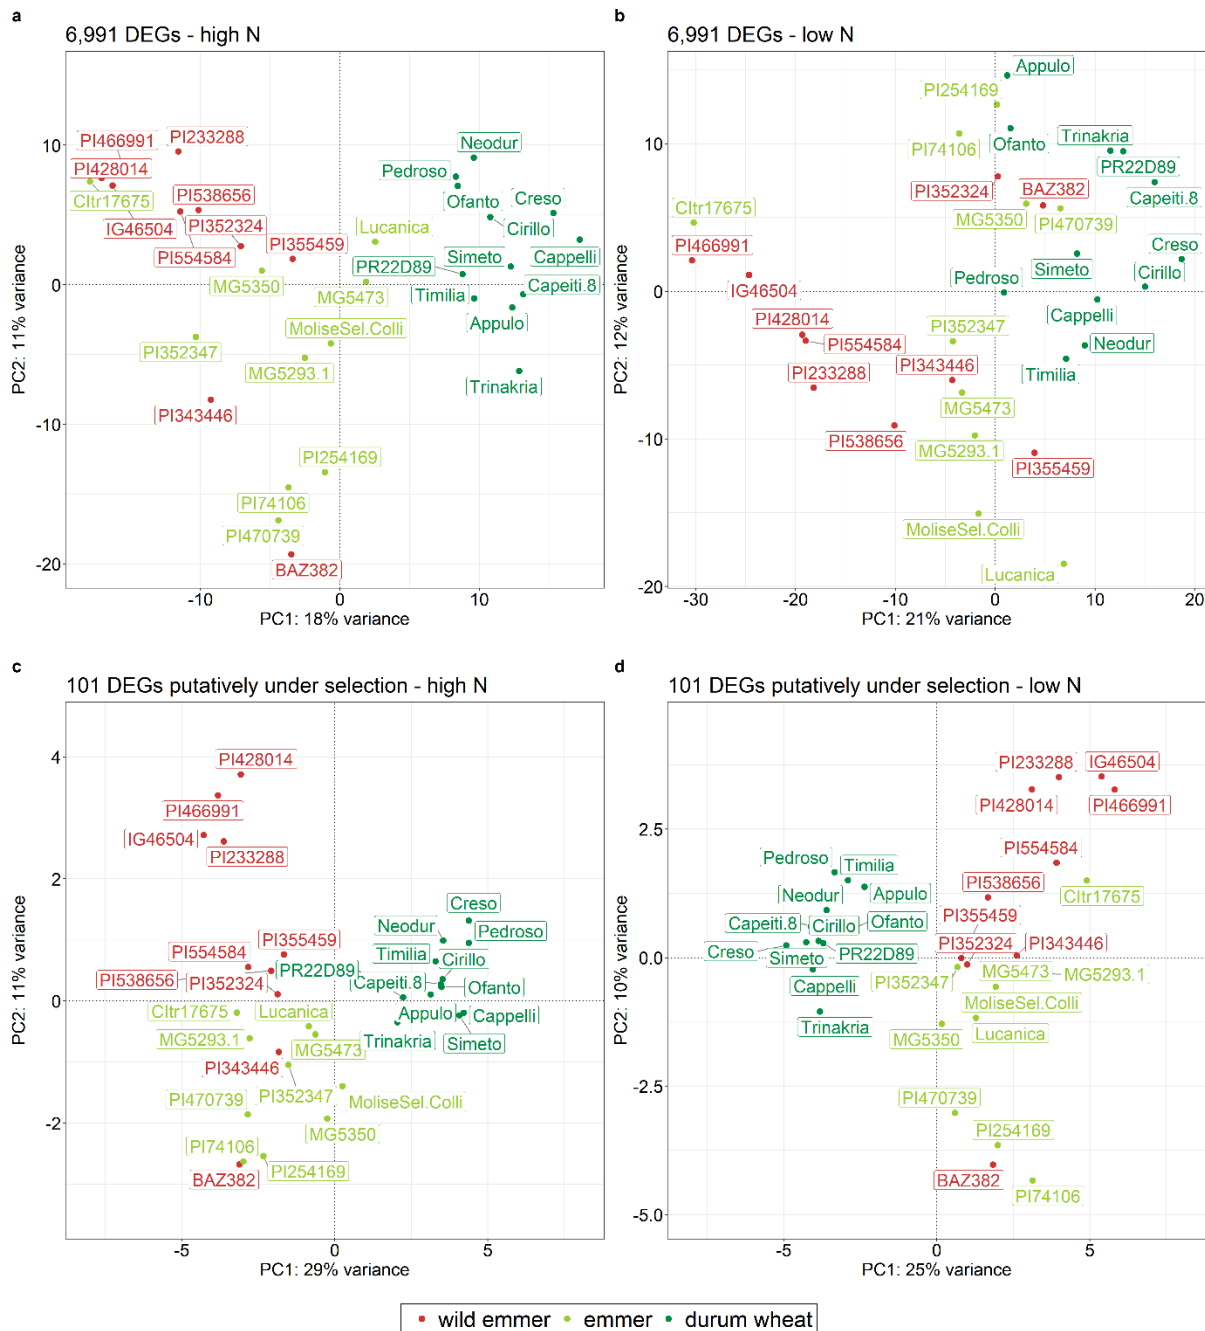 a
6,991 DEGs - high N
PI466991
PI233288
PI428014
CItr17675
PI538656
IG46504
PI352324
PI554584
PI355459
MG5350
Neodur
Pedroso
Ofanto
Creso
Cirillo
Lucanica
Simeto
Cappelli
PR22D89
MG5473
Timilia
Capeiti.8
Appulo
MoliseSel.Colli
PI352347
MG5293.1
Trinakria
PI343446
PI254169
PI74106
PI470739
BAZ382
10
0
-10
-20
PC2: 11% variance
-10
0
10
PC1: 18% variance
b
6,991 DEGs - low N
Appulo
PI254169
Ofanto
Trinakria
PI74106
PR22D89
PI352324
BAZ382
Capeiti.8
CItr17675
MG5350
PI470739
PI466991
Creso
Simeto
IG46504
Pedroso
Cirillo
PI428014
Cappelli
PI352347
PI554584
Neodur
PI233288
PI343446
Timilia
MG5473
PI538656
MG5293.1
PI355459
MoliseSel.Colli
Lucanica
10
0
-10
-20
PC2: 12% variance
-30
-20
-10
0
10
20
PC1: 21% variance
c
101 DEGs putatively under selection - high N
PI428014
PI466991
IG46504
PI233288
Creso
Neodur
Pedroso
PI355459
PI554584
Timilia
Cirillo
PI538656
PR22D89
PI352324
Capeiti.8
Ofanto
CItr17675
Lucanica
Appulo
Cappelli
MG5293.1
MG5473
Trinakria
Simeto
PI343446
PI470739
PI352347
MoliseSel.Colli
MG5350
PI74106
PI254169
BAZ382
4
2
0
-2
PC2: 11% variance
-5
0
5
PC1: 29% variance
d
101 DEGs putatively under selection - low N
PI233288
IG46504
PI428014
PI466991
PI554584
Pedroso
Timilia
PI538656
CItr17675
Neodur
Appulo
PI355459
Capeiti.8
Cirillo
Ofanto
PI352324
PI343446
Creso
Simeto
PR22D89
MG5473
MG5293.1
PI352347
Cappelli
MoliseSel.Colli
Trinakria
MG5350
Lucanica
PI470739
PI254169
BAZ382
PI74106
2.5
0.0
-2.5
-5.0
PC2: 10% variance
-5
0
5
PC1: 25% variance
wild emmer
emmer
durum wheat